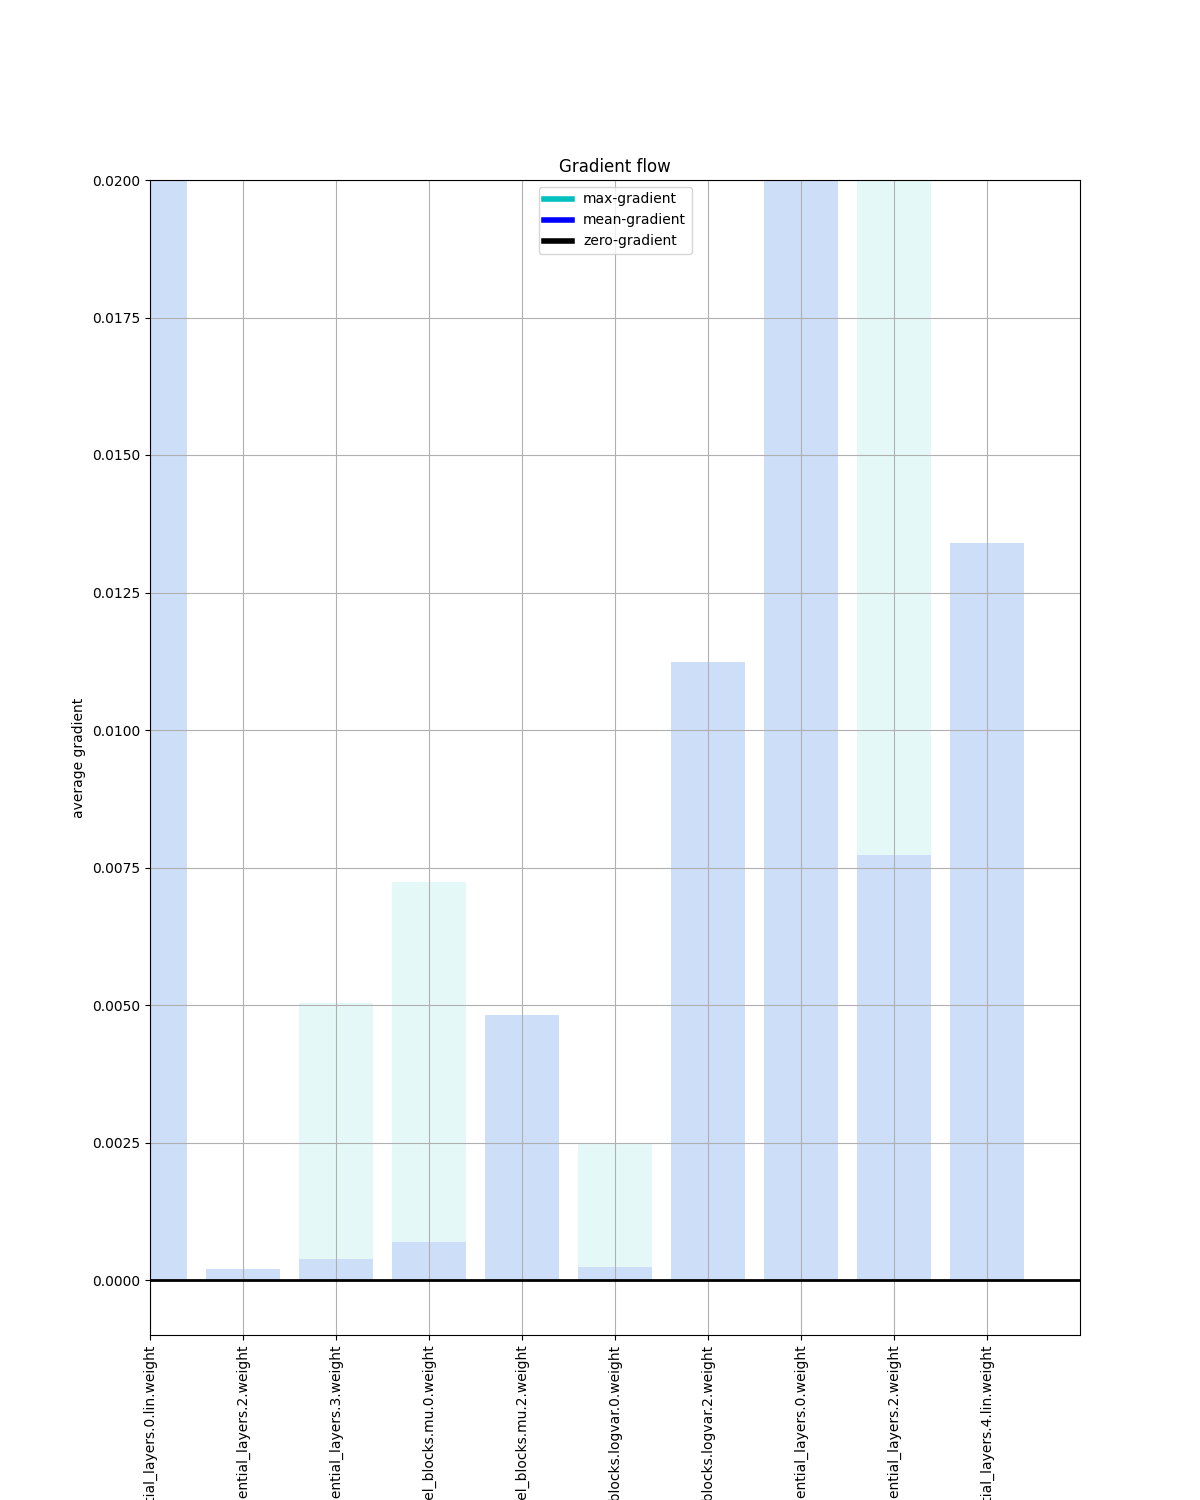 Gradient flow
max-gradient
mean-gradient
zero-gradient
0.0200
0.0175
0.0150
0.0125
0.0100
0.0075
0.0050
0.0025
0.0000
average gradient
tial_layers.0.lin.weight
ential_layers.2.weight
ential_layers.3.weight
el_blocks.mu.0.weight
el_blocks.mu.2.weight
blocks.logvar.0.weight
blocks.logvar.2.weight
ential_layers.0.weight
ential_layers.2.weight
tial_layers.4.lin.weight